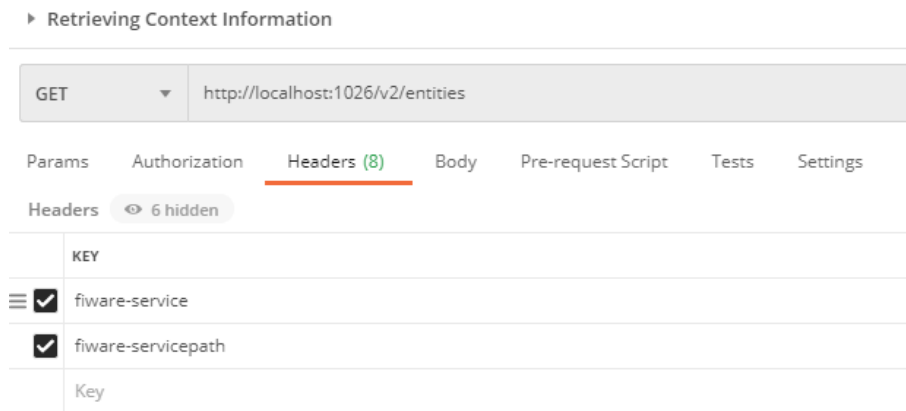 Retrieving Context Information
GET http://localhost:1026/v2/entities
Params Authorization Headers (8) Body Pre-request Script Tests Settings
Headers 6 hidden
KEY
fiware-service
fiware-servicepath
Key